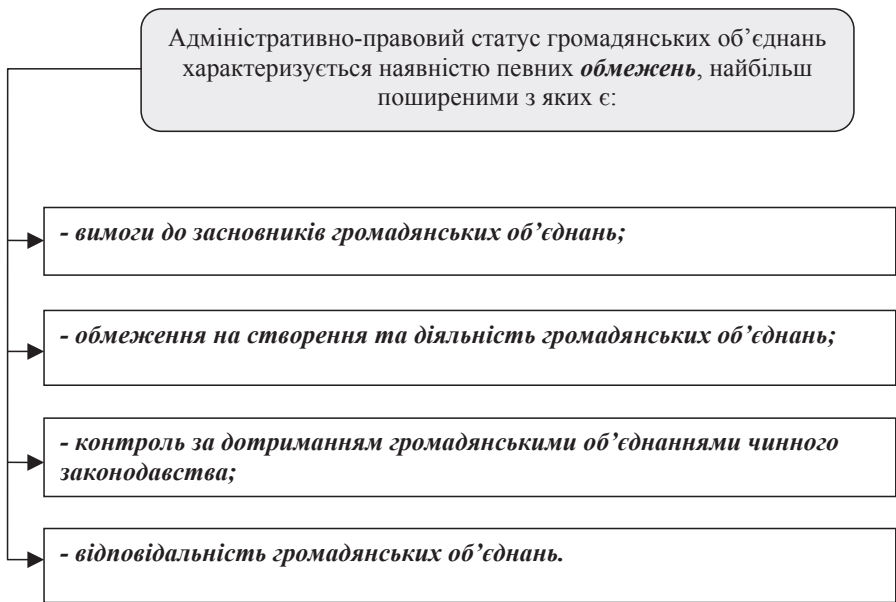 Адміністративно-правовий статус громадянських об’єднань
характеризується наявністю певних обмежень, найбільш
поширеними з яких є:
- вимоги до засновників громадянських об’єднань;
- обмеження на створення та діяльність громадянських об’єднань;
- контроль за дотриманням громадянськими об’єднаннями чинного
законодавства;
- відповідальність громадянських об’єднань.